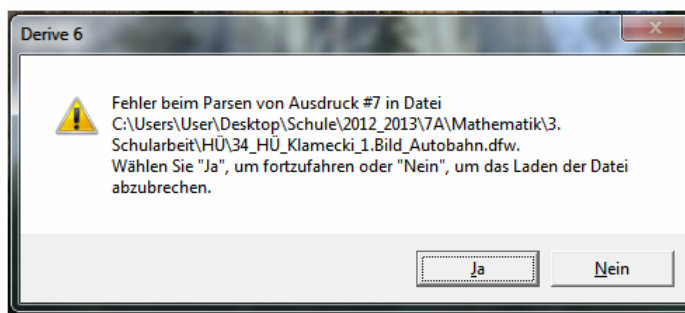 Derive 6
Fehler beim Parsen von Ausdruck #7 in Datei
C:\Users\User\Desktop\Schule\2012_2013\7A\Mathematik\3.
Schularbeit\HÜ\34_HÜ_Klamecki_1.Bild_Autobahn.dfw.
Wählen Sie "Ja", um fortzufahren oder "Nein", um das Laden der Datei
abzubrechen.
Ja
Nein